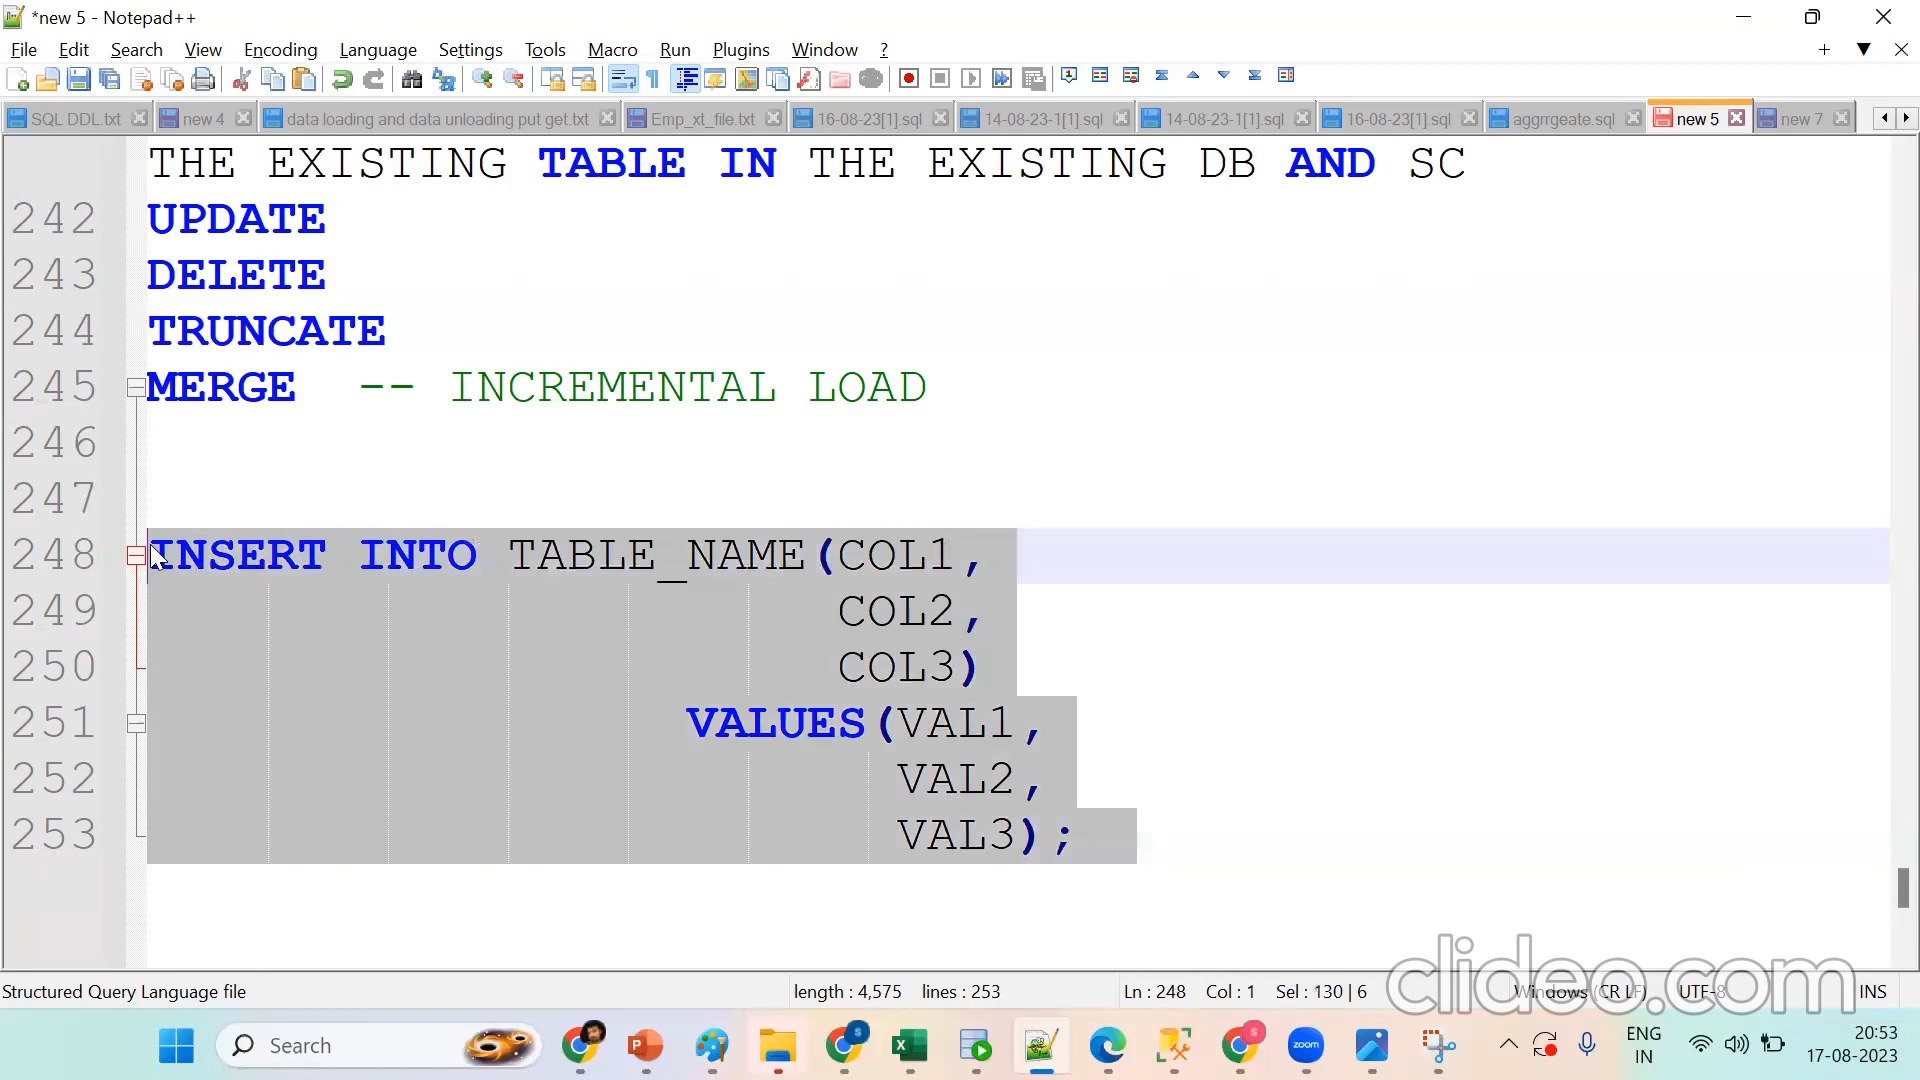 *new 5 - Notepad++
File Edit Search View Encoding Language Settings Tools Macro Run Plugins Window ?
SQL DDL.txt new 4 data loading and data unloading put get.txt Emp_xt_file.txt 16-08-23[1].sql 14-08-23-1[1].sql 14-08-23-1[1].sql 16-08-23[1].sql aggrrgeate.sql new 5 new 7
THE EXISTING TABLE IN THE EXISTING DB AND SC
242 UPDATE
243 DELETE
244 TRUNCATE
245 MERGE -- INCREMENTAL LOAD
246
247
248 INSERT INTO TABLE_NAME(COL1,
249 COL2,
250 COL3)
251 VALUES(VAL1,
252 VAL2,
253 VAL3);
Structured Query Language file length : 4,575 lines : 253 Ln : 248 Col : 1 Sel : 130 | 6 Windows (CR LF) UTF-8 INS
clideo.com
Search
zoom
ENG
IN
20:53
17-08-2023